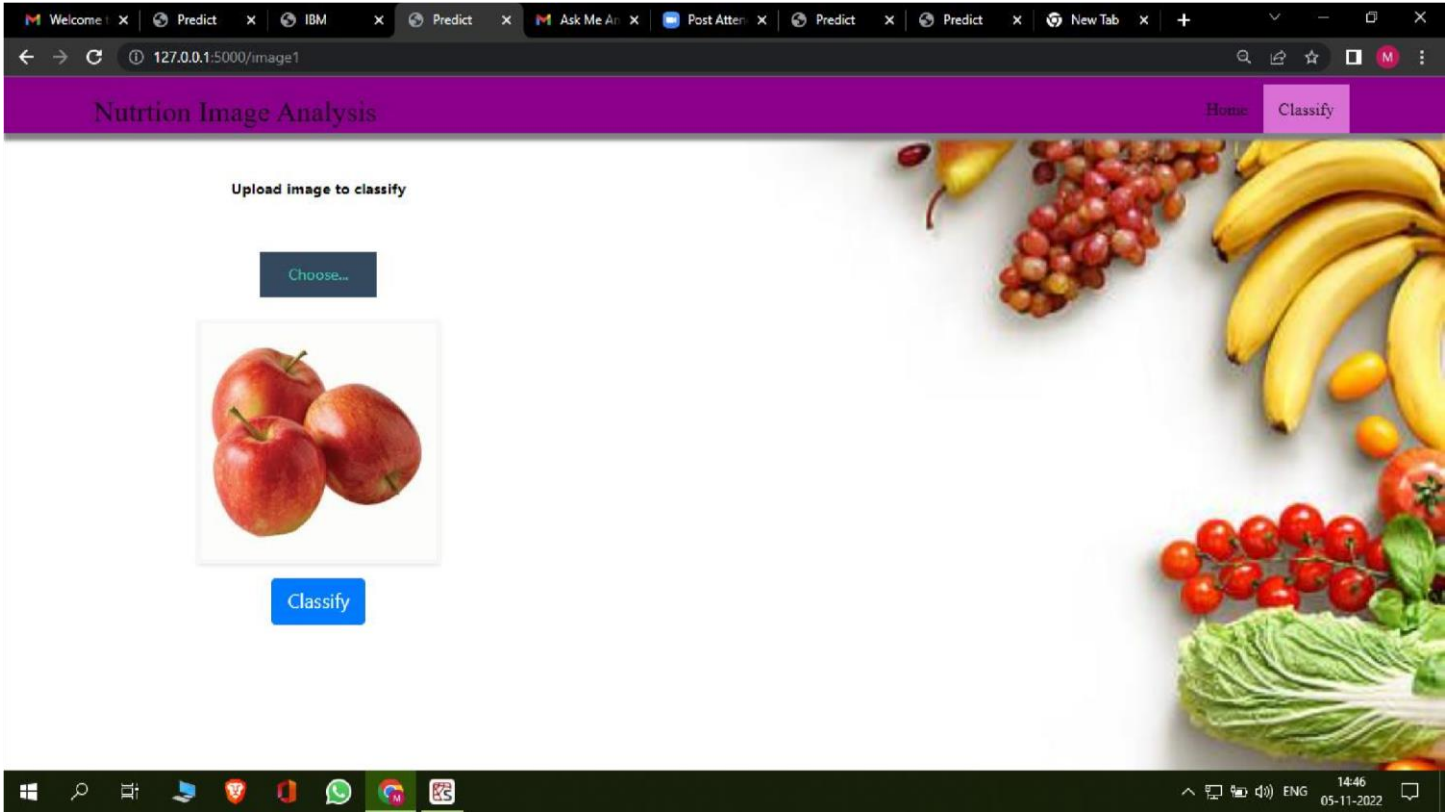 Welcome t
Predict
IBM
Predict
Ask Me An
Post Atten
Predict
Predict
New Tab
127.0.0.1:5000/image1
M
Nutrtion Image Analysis
Home
Classify
Upload image to classify
Choose...
Classify
ENG
14:46
05-11-2022